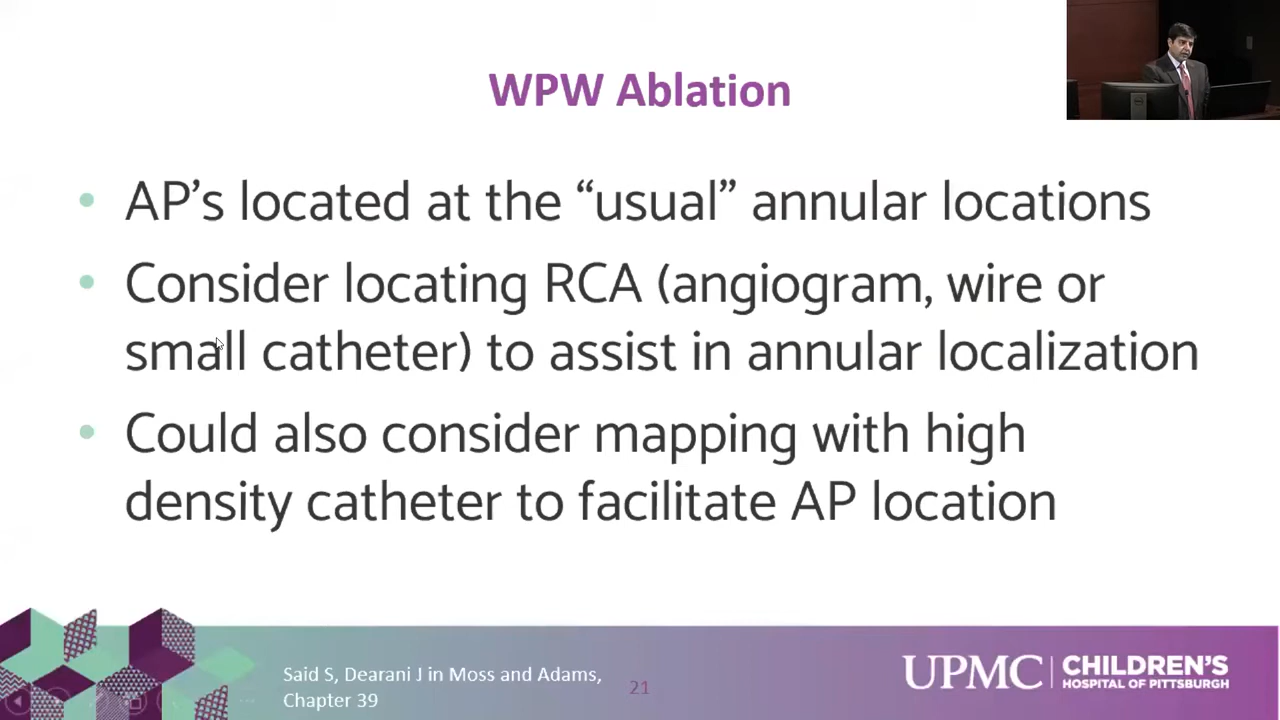 WPW Ablation
• AP's located at the “usual” annular locations
• Consider locating RCA (angiogram, wire or
small catheter) to assist in annular localization
• Could also consider mapping with high
density catheter to facilitate AP location
Said S, Dearani J in Moss and Adams,
Chapter 39
21
UPMC CHILDREN'S
HOSPITAL OF PITTSBURGH